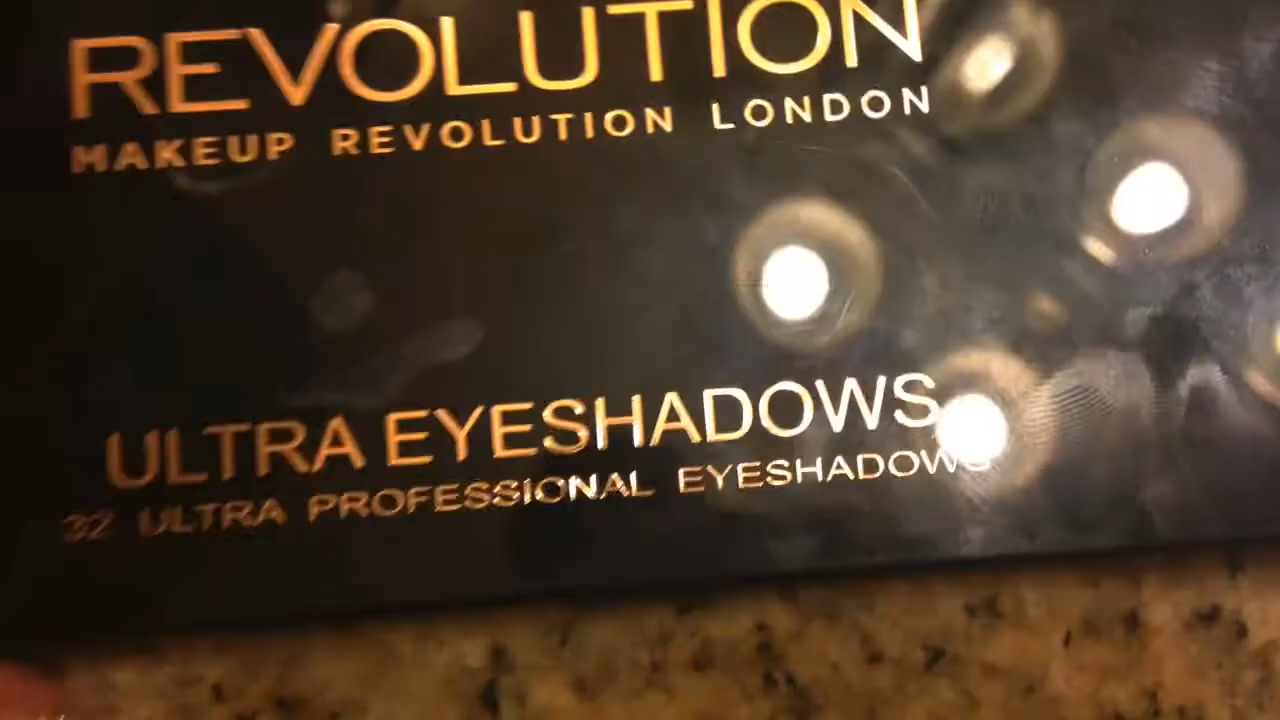 REVOLUTION
MAKEUP REVOLUTION LONDON
ULTRA EYESHADOWS
32 ULTRA PROFESSIONAL EYESHADOWS